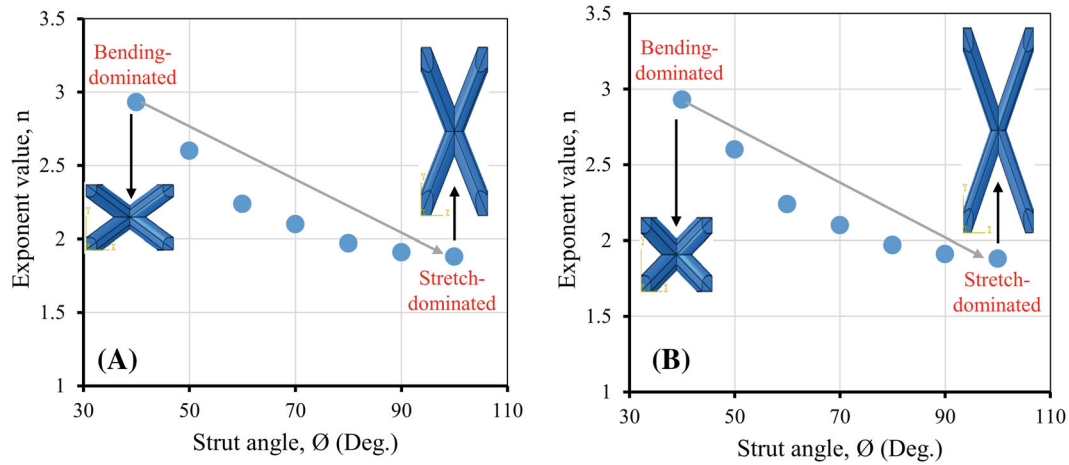 3.5
3
2.5
2
1.5
1
30
50
70
90
110
Exponent value, n
Strut angle, Ø (Deg.)
Bending-
dominated
Stretch-
dominated
Y
X
(A)
3.5
3
2.5
2
1.5
1
30
50
70
90
110
Exponent value, n
Strut angle, Ø (Deg.)
Bending-
dominated
Stretch-
dominated
(B)